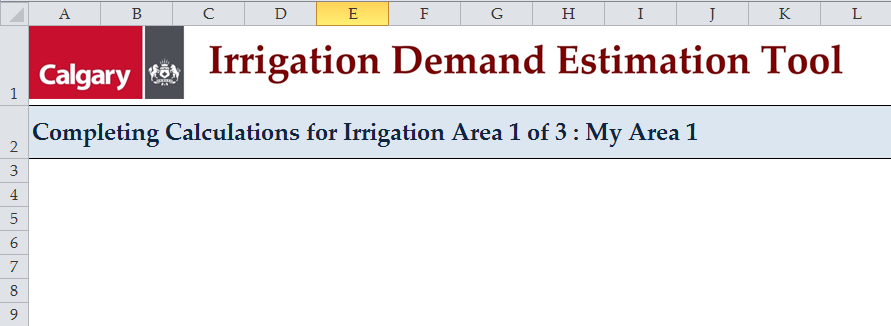 A B C D E F G H I J K L
Calgary Irrigation Demand Estimation Tool
1
2 Completing Calculations for Irrigation Area 1 of 3 : My Area 1
3
4
5
6
7
8
9